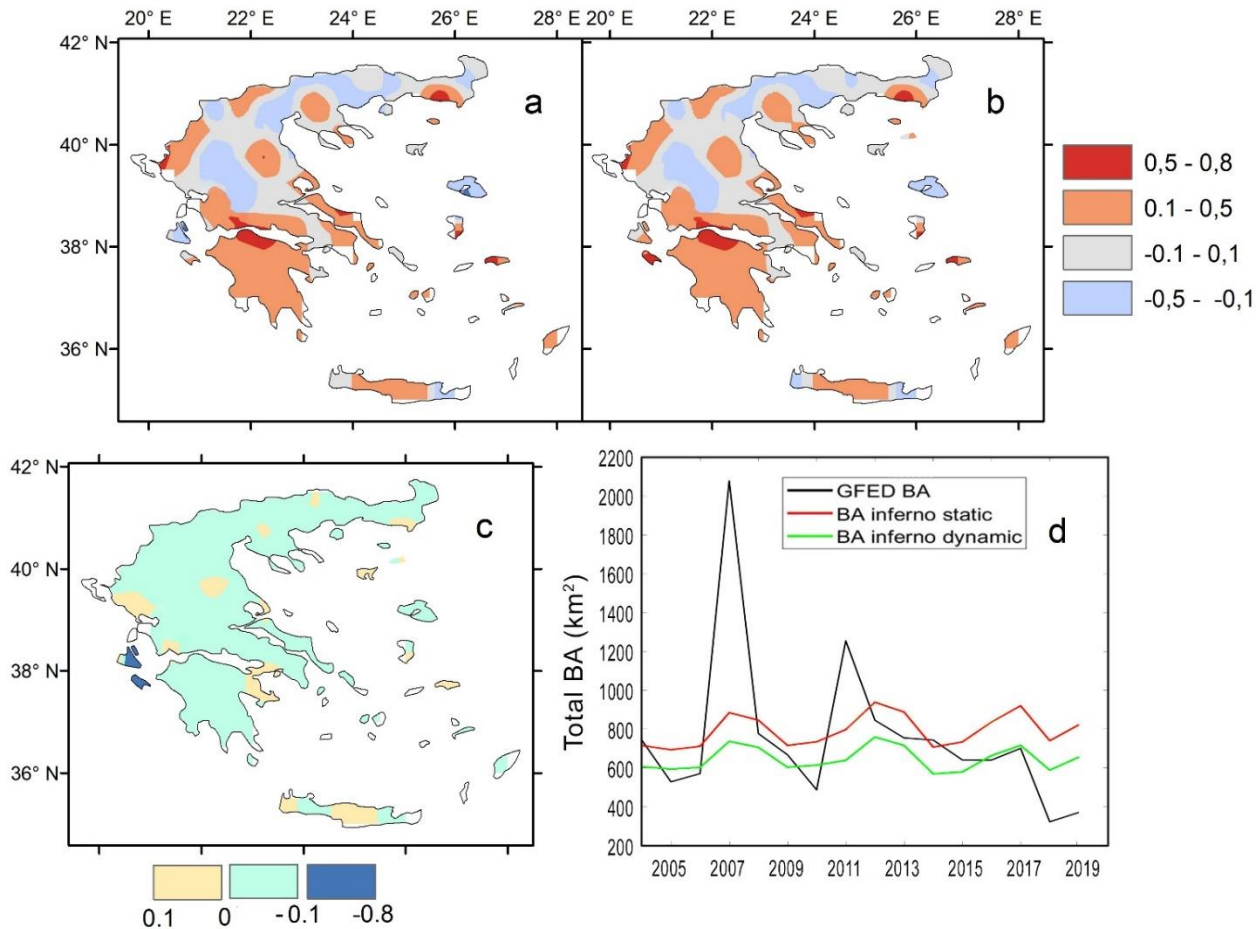 20° E 22° E 24° E 26° E 28° E 20° E 22° E 24° E 26° E 28° E
42° N
40° N
38° N
36° N
a
b
0,5 - 0,8
0.1 - 0,5
-0.1 - 0,1
-0,5 - -0,1
42° N
40° N
38° N
36° N
c
0.1 0 -0.1 -0.8
Total BA (km²)
2200
2000
1800
1600
1400
1200
1000
800
600
400
200
GFED BA
BA inferno static
BA inferno dynamic
d
2005 2007 2009 2011 2013 2015 2017 2019